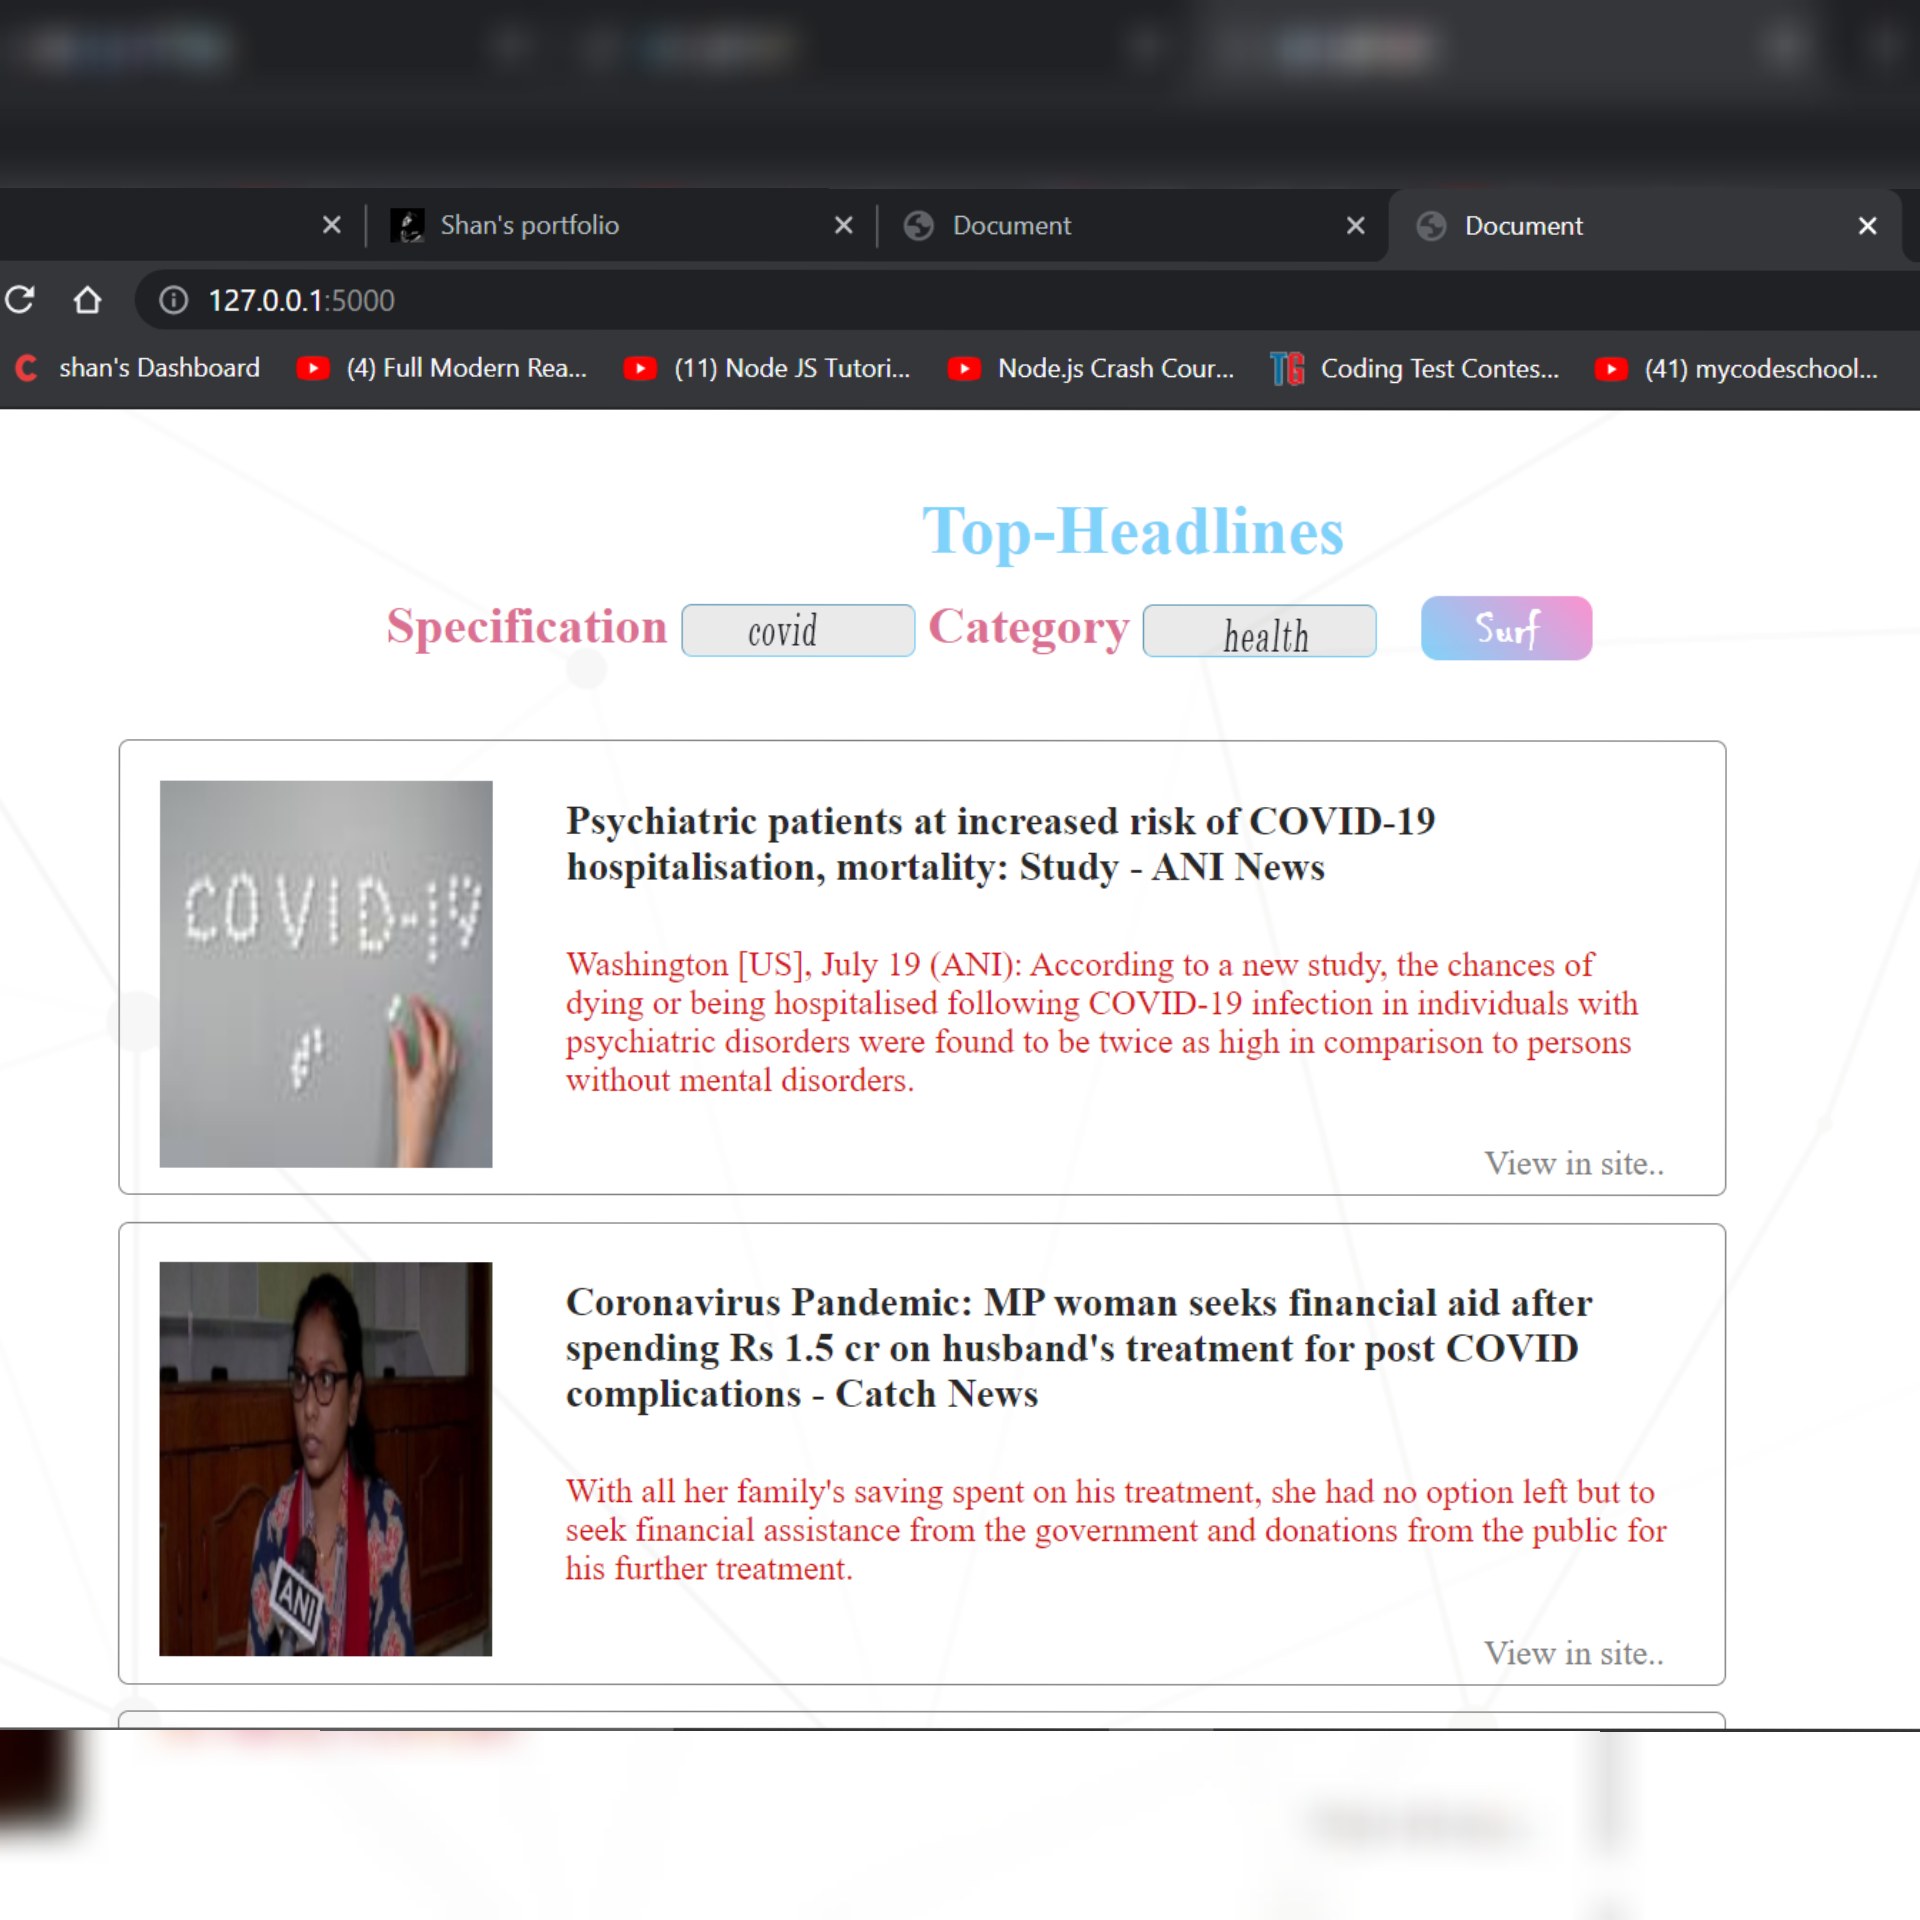 Shan's portfolio
Document
Document
127.0.0.1:5000
shan's Dashboard
(4) Full Modern Rea...
(11) Node JS Tutori...
Node.js Crash Cour...
TG
Coding Test Contes...
(41) mycodeschool...
Top-Headlines
Specification covid Category health Surf
COVID-19
Psychiatric patients at increased risk of COVID-19
hospitalisation, mortality: Study - ANI News
Washington [US], July 19 (ANI): According to a new study, the chances of
dying or being hospitalised following COVID-19 infection in individuals with
psychiatric disorders were found to be twice as high in comparison to persons
without mental disorders.
View in site..
ANI
Coronavirus Pandemic: MP woman seeks financial aid after
spending Rs 1.5 cr on husband's treatment for post COVID
complications - Catch News
With all her family's saving spent on his treatment, she had no option left but to
seek financial assistance from the government and donations from the public for
his further treatment.
View in site..